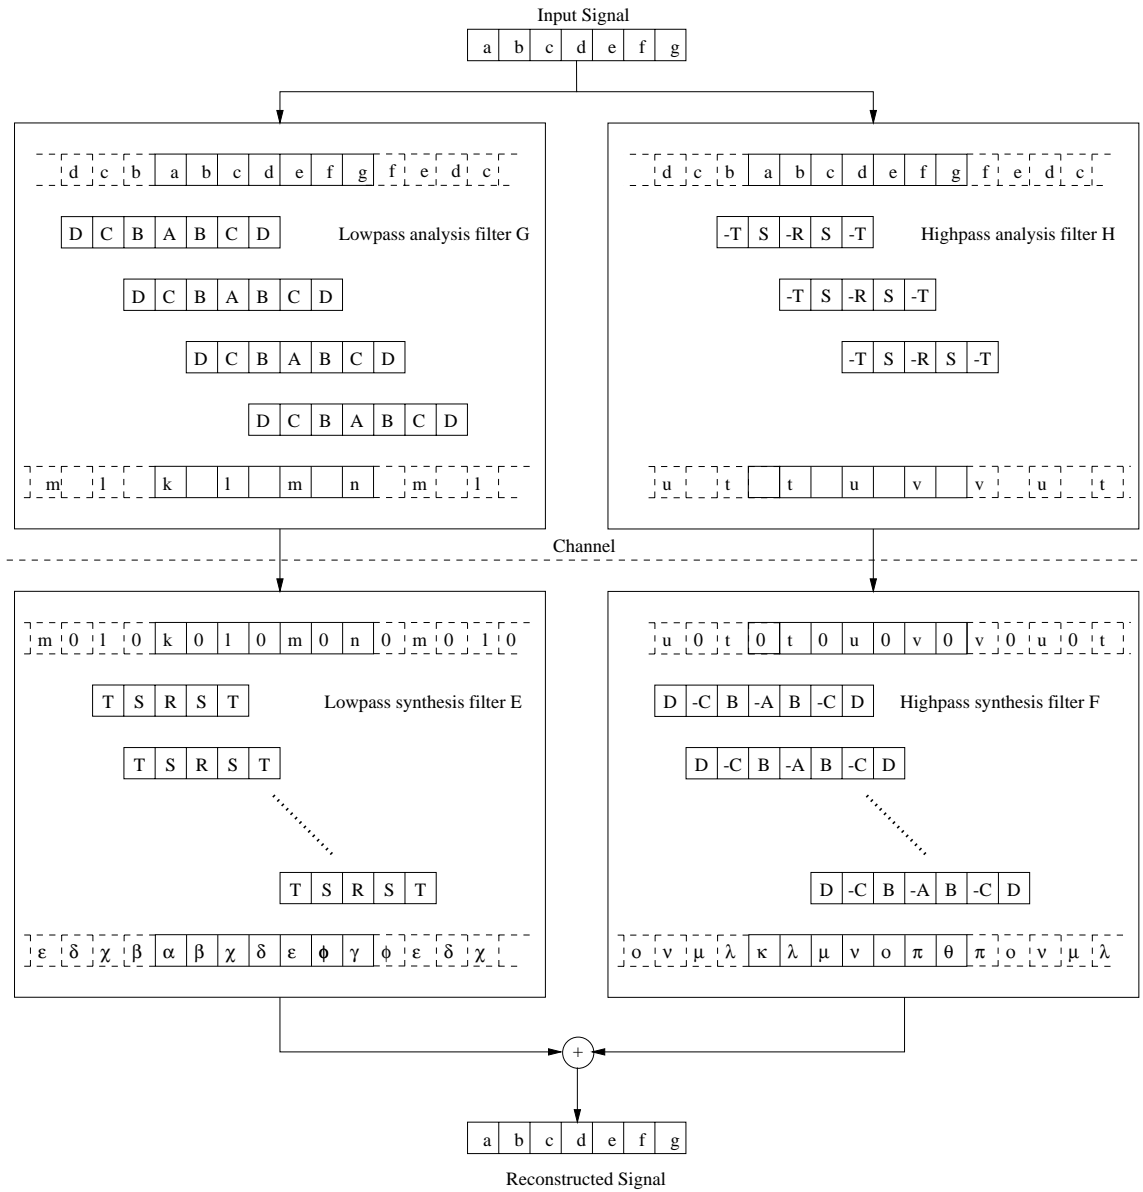 Input Signal
a b c d e f g
d c b a b c d e f g f e d c
D C B A B C D
Lowpass analysis filter G
D C B A B C D
D C B A B C D
D C B A B C D
m l k l m n m l
d c b a b c d e f g f e d c
-T S -R S -T
Highpass analysis filter H
-T S -R S -T
-T S -R S -T
u t t u v v u t
Channel
m 0 l 0 k 0 l 0 m 0 n 0 m 0 l 0
T S R S T
Lowpass synthesis filter E
T S R S T
T S R S T
ε δ χ β α β χ δ ε ϕ γ ϕ ε δ χ
u 0 t 0 t 0 u 0 v 0 v 0 u 0 t
D -C B -A B -C D
Highpass synthesis filter F
D -C B -A B -C D
D -C B -A B -C D
ο ν μ λ κ λ μ ν ο π θ π ο ν μ λ
+
a b c d e f g
Reconstructed Signal